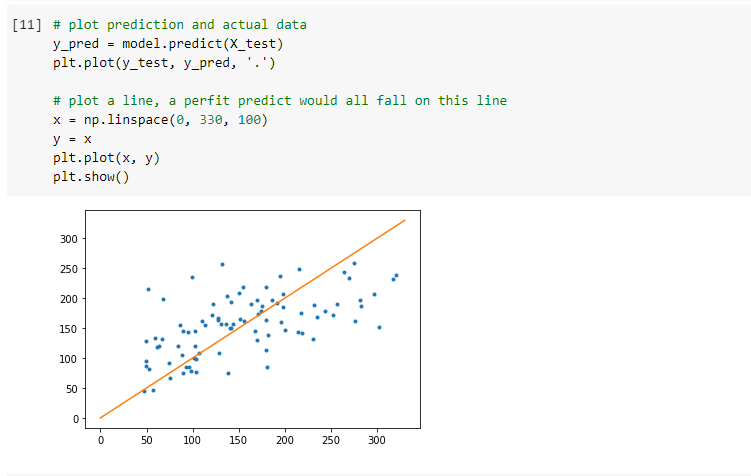 [11] # plot prediction and actual data
y_pred = model.predict(X_test)
plt.plot(y_test, y_pred, '.')
# plot a line, a perfit predict would all fall on this line
x = np.linspace(0, 330, 100)
y = x
plt.plot(x, y)
plt.show()
300
250
200
150
100
50
0
0 50 100 150 200 250 300